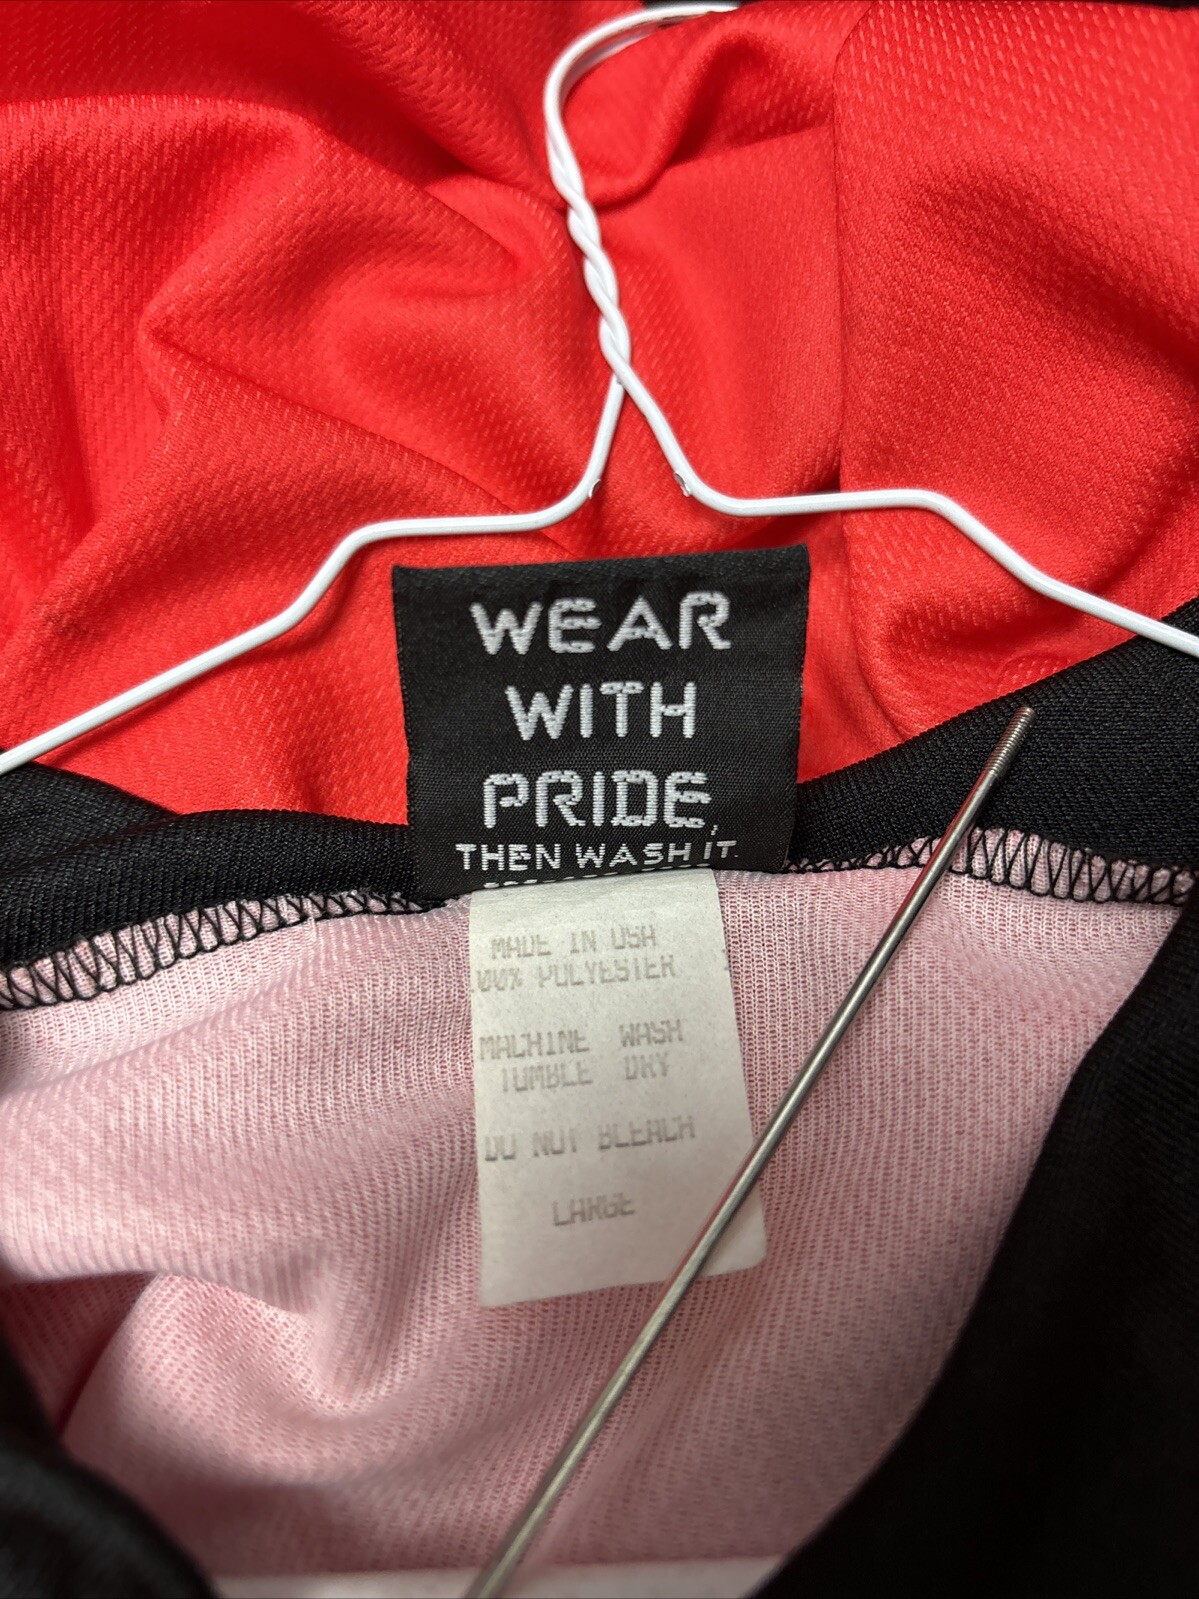 WEAR
WITH
PRIDE,
THEN WASH IT.
MADE IN USA
100% POLYESTER
MACHINE WASH
TUMBLE DRY
DO NOT BLEACH
LARGE